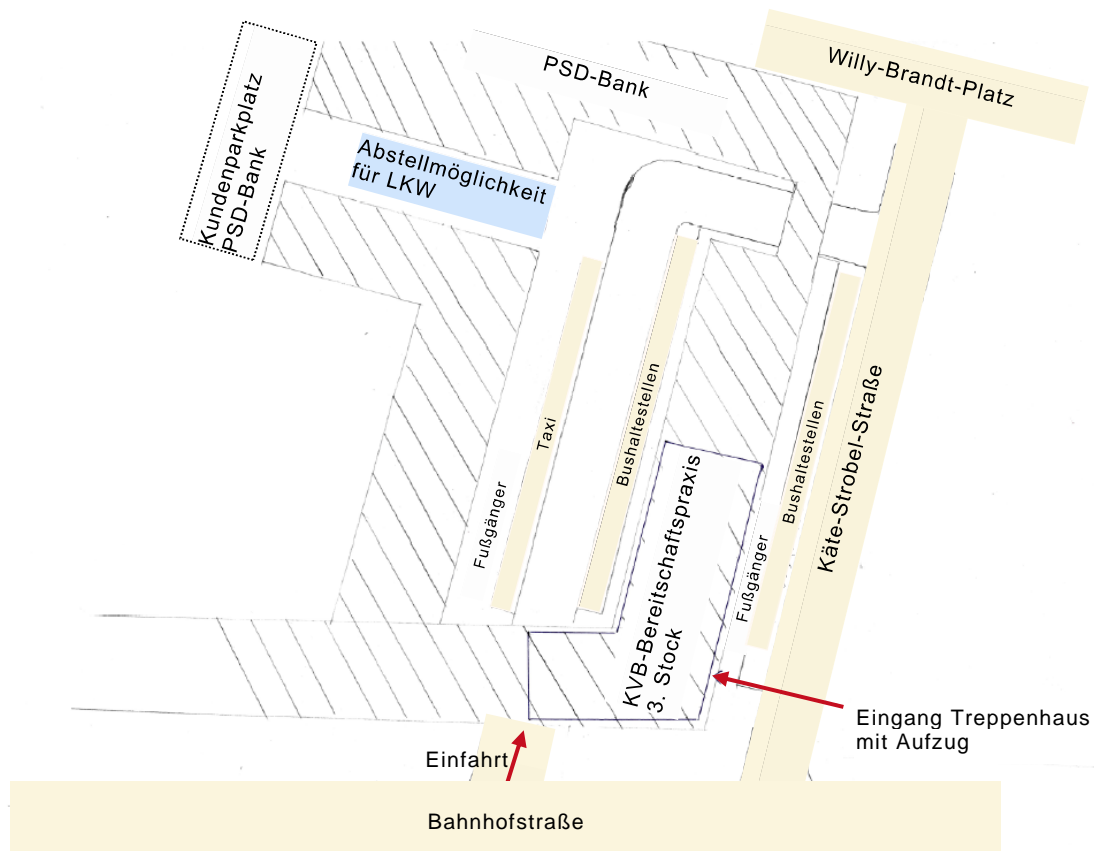 Willy-Brandt-Platz
PSD-Bank
Kundenparkplatz
PSD-Bank
Abstellmöglichkeit
für LKW
Taxi
Bushaltestellen
Fußgänger
KVB-Bereitschaftspraxis
3. Stock
Fußgänger
Bushaltestellen
Käte-Strobel-Straße
Eingang Treppenhaus
mit Aufzug
Einfahrt
Bahnhofstraße